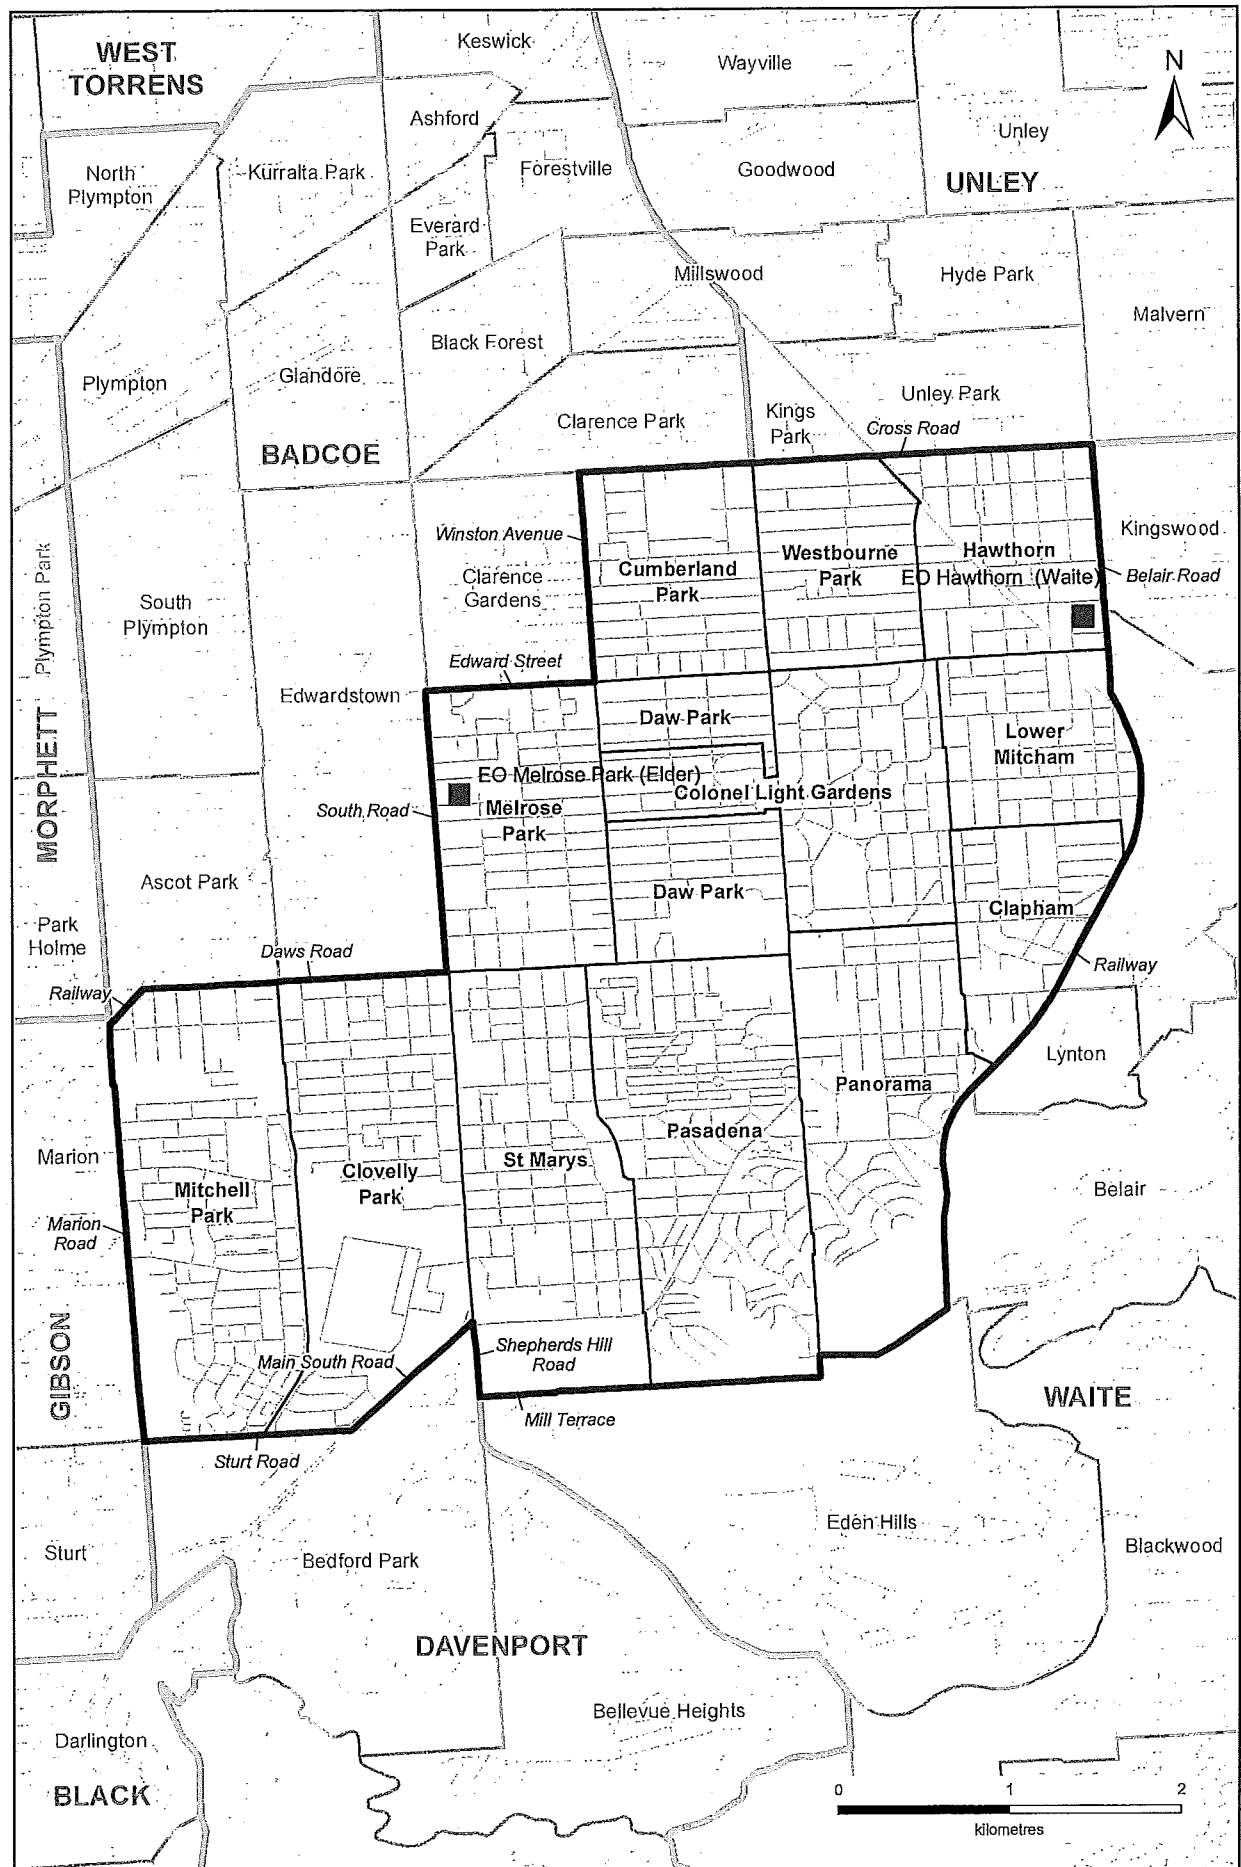 WEST
TORRENS
Keswick
Wayville
N
Ashford
Unley
North
Plympton
Kurralta Park
Forestville
Goodwood
UNLEY
Everard
Park
Millswood
Hyde Park
Malvern
Black Forest
Plympton
Glandore
Unley Park
Clarence Park
Kings
Park
Cross Road
BADCOE
Winston Avenue
Kingswood
Hawthorn
Westbourne
Park
Cumberland
Park
EO Hawthorn (Waite)
Belair Road
Clarence
Gardens
Plympton Park
South
Plympton
Edward Street
Edwardstown
Daw Park
Lower
Mitcham
MORPHETT
EO Melrose Park (Elder)
Colonel Light Gardens
South Road
Melrose
Park
Ascot Park
Daw Park
Clapham
Park
Holme
Daws Road
Railway
Railway
Lynton
Panorama
Pasadena
Marion
St Marys
Clovelly
Park
Mitchell
Park
Belair
Marion
Road
GIBSON
Shepherds Hill
Road
Main South Road
WAITE
Mill Terrace
Sturt Road
Eden Hills
Sturt
Bedford Park
Blackwood
DAVENPORT
Bellevue Heights
Darlington
BLACK
0 1 2
kilometres